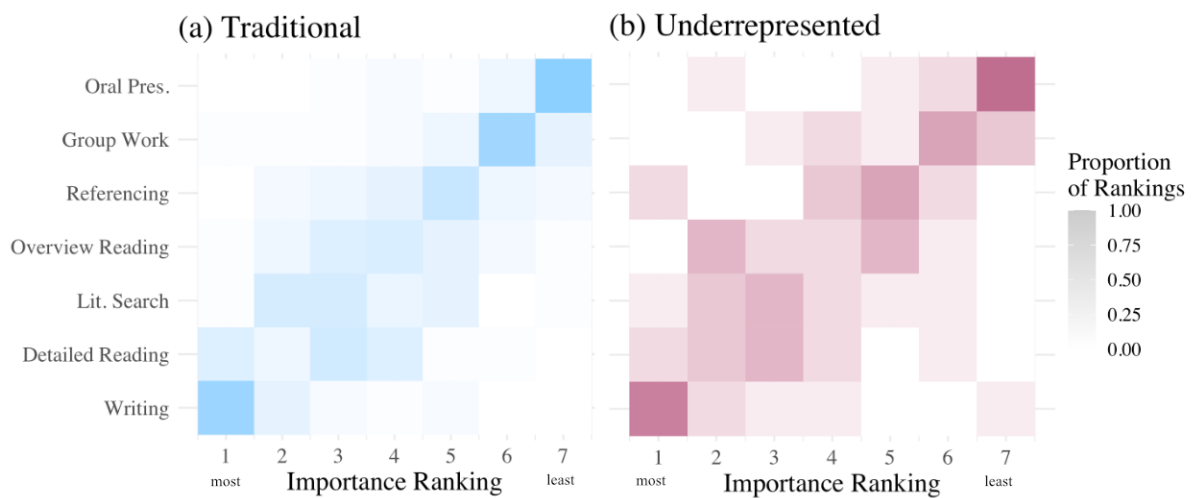 (a) Traditional
(b) Underrepresented
Oral Pres.
Group Work
Referencing
Overview Reading
Lit. Search
Detailed Reading
Writing
Proportion
of Rankings
1.00
0.75
0.50
0.25
0.00
1 2 3 4 5 6 7
most Importance Ranking least
1 2 3 4 5 6 7
most Importance Ranking least